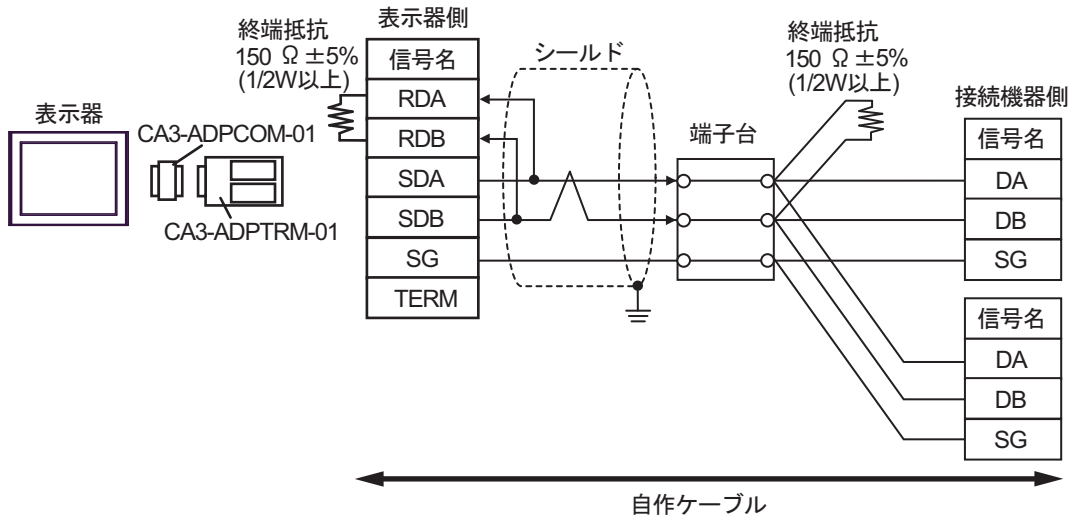 表示器
CA3-ADPCOM-01
CA3-ADPTRM-01
終端抵抗
150 Ω ±5%
(1/2W以上)
表示器側
信号名
RDA
RDB
SDA
SDB
SG
TERM
シールド
端子台
終端抵抗
150 Ω ±5%
(1/2W以上)
接続機器側
信号名
DA
DB
SG
信号名
DA
DB
SG
自作ケーブル